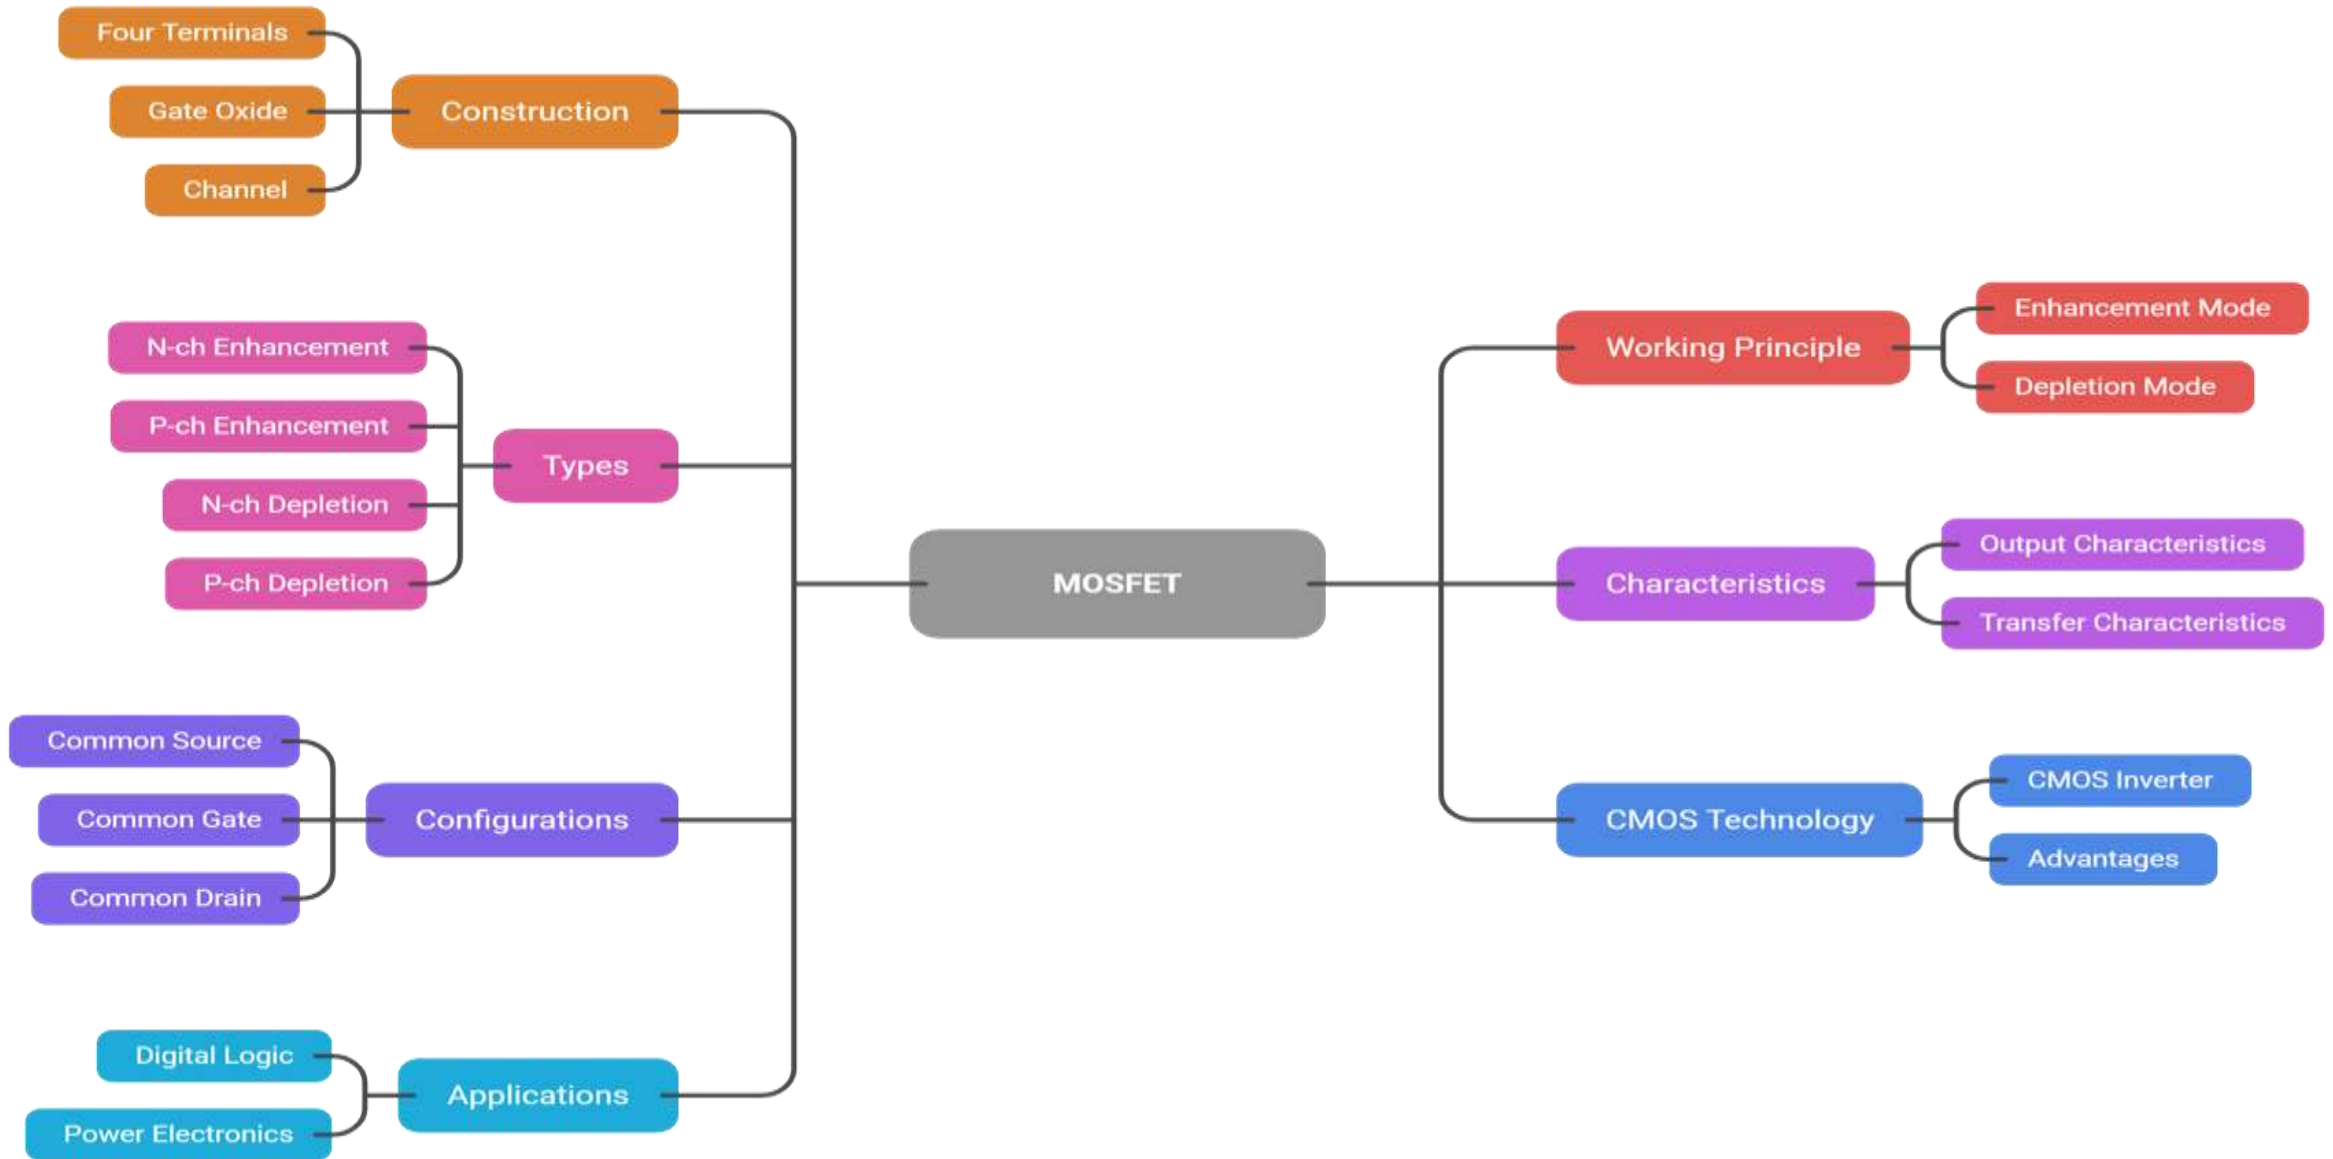 Four Terminals
Gate Oxide
Channel
Construction
N-ch Enhancement
P-ch Enhancement
N-ch Depletion
P-ch Depletion
Types
Common Source
Common Gate
Common Drain
Configurations
Digital Logic
Power Electronics
Applications
MOSFET
Working Principle
Enhancement Mode
Depletion Mode
Characteristics
Output Characteristics
Transfer Characteristics
CMOS Technology
CMOS Inverter
Advantages